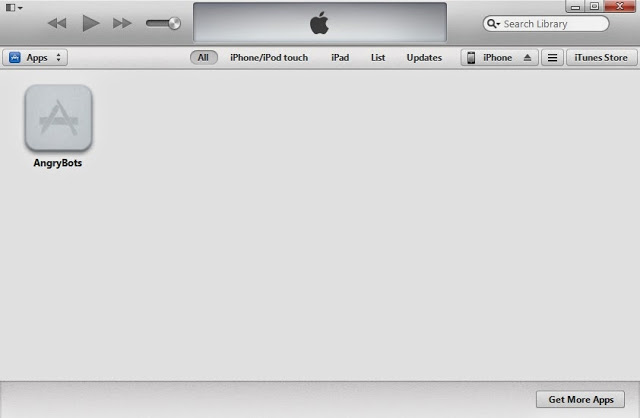 Search Library
Apps
All
iPhone/iPod touch
iPad
List
Updates
iPhone
iTunes Store
AngryBots
Get More Apps